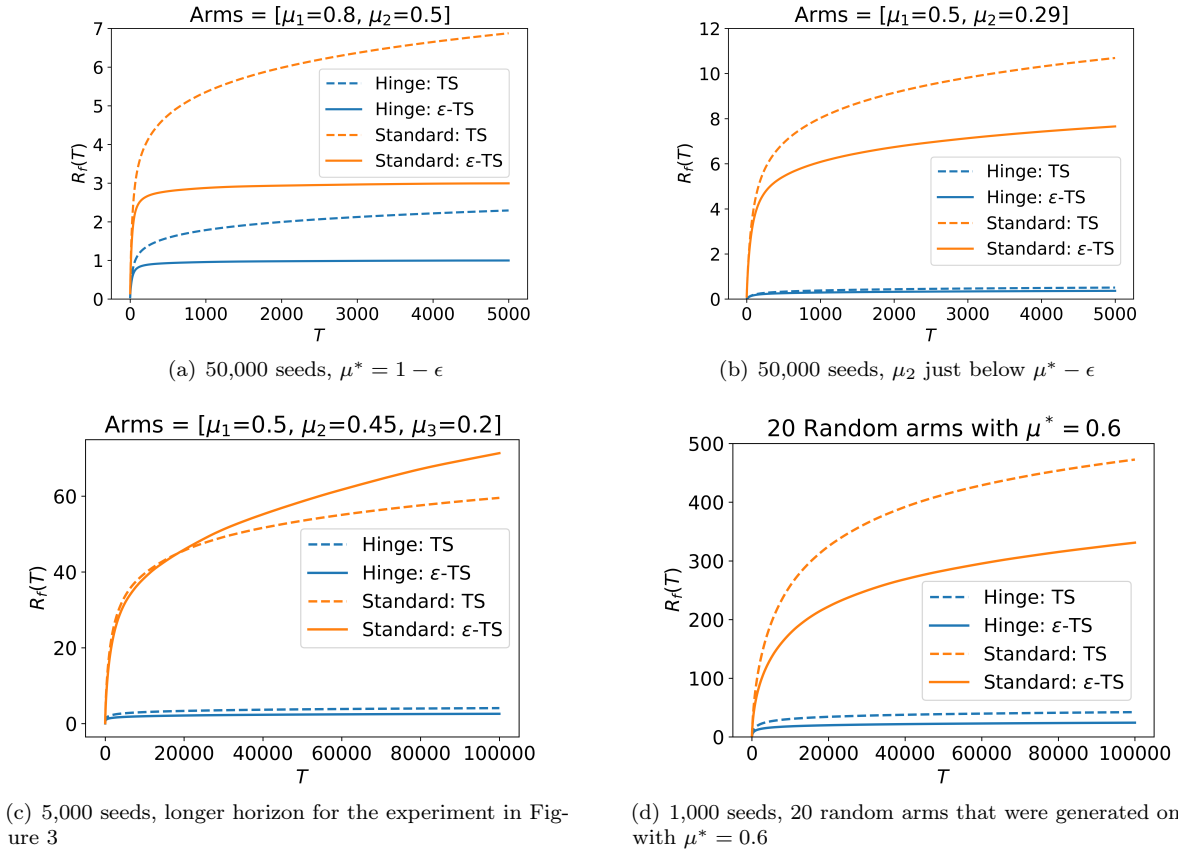 Arms = [μ₁=0.8, μ₂=0.5]
R_f(T)
7
6
5
4
3
2
1
0
Hinge: TS
Hinge: ε-TS
Standard: TS
Standard: ε-TS
0 1000 2000 3000 4000 5000
T
(a) 50,000 seeds, μ* = 1 − ϵ
Arms = [μ₁=0.5, μ₂=0.29]
R_f(T)
12
10
8
6
4
2
0
Hinge: TS
Hinge: ε-TS
Standard: TS
Standard: ε-TS
0 1000 2000 3000 4000 5000
T
(b) 50,000 seeds, μ₂ just below μ* − ϵ
Arms = [μ₁=0.5, μ₂=0.45, μ₃=0.2]
R_f(T)
60
40
20
0
Hinge: TS
Hinge: ε-TS
Standard: TS
Standard: ε-TS
0 20000 40000 60000 80000 100000
T
(c) 5,000 seeds, longer horizon for the experiment in Fig-
ure 3
20 Random arms with μ* = 0.6
R_f(T)
500
400
300
200
100
0
Hinge: TS
Hinge: ε-TS
Standard: TS
Standard: ε-TS
0 20000 40000 60000 80000 100000
T
(d) 1,000 seeds, 20 random arms that were generated on
with μ* = 0.6